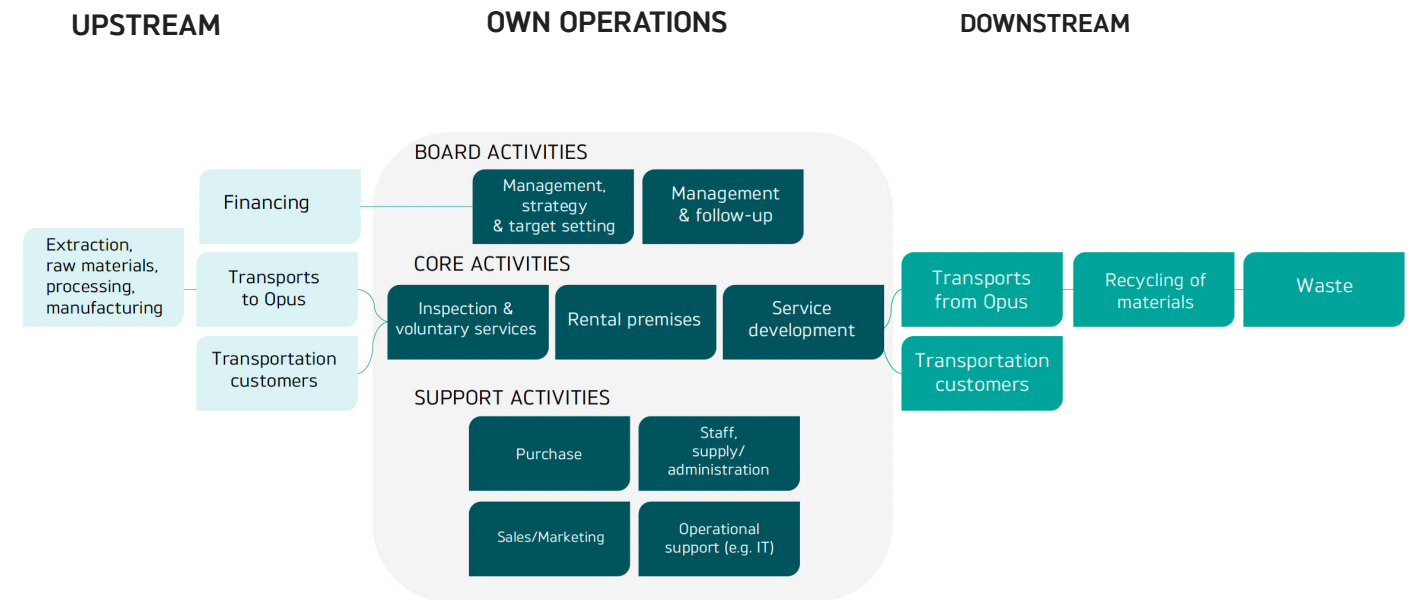 UPSTREAM
OWN OPERATIONS
DOWNSTREAM
BOARD ACTIVITIES
Financing
Management,
strategy
& target setting
Management
& follow-up
Extraction,
raw materials,
processing,
manufacturing
Transports
to Opus
Transportation
customers
CORE ACTIVITIES
Inspection &
voluntary services
Rental premises
Service
development
Transports
from Opus
Recycling of
materials
Waste
Transportation
customers
SUPPORT ACTIVITIES
Purchase
Staff,
supply/
administration
Sales/Marketing
Operational
support (e.g. IT)